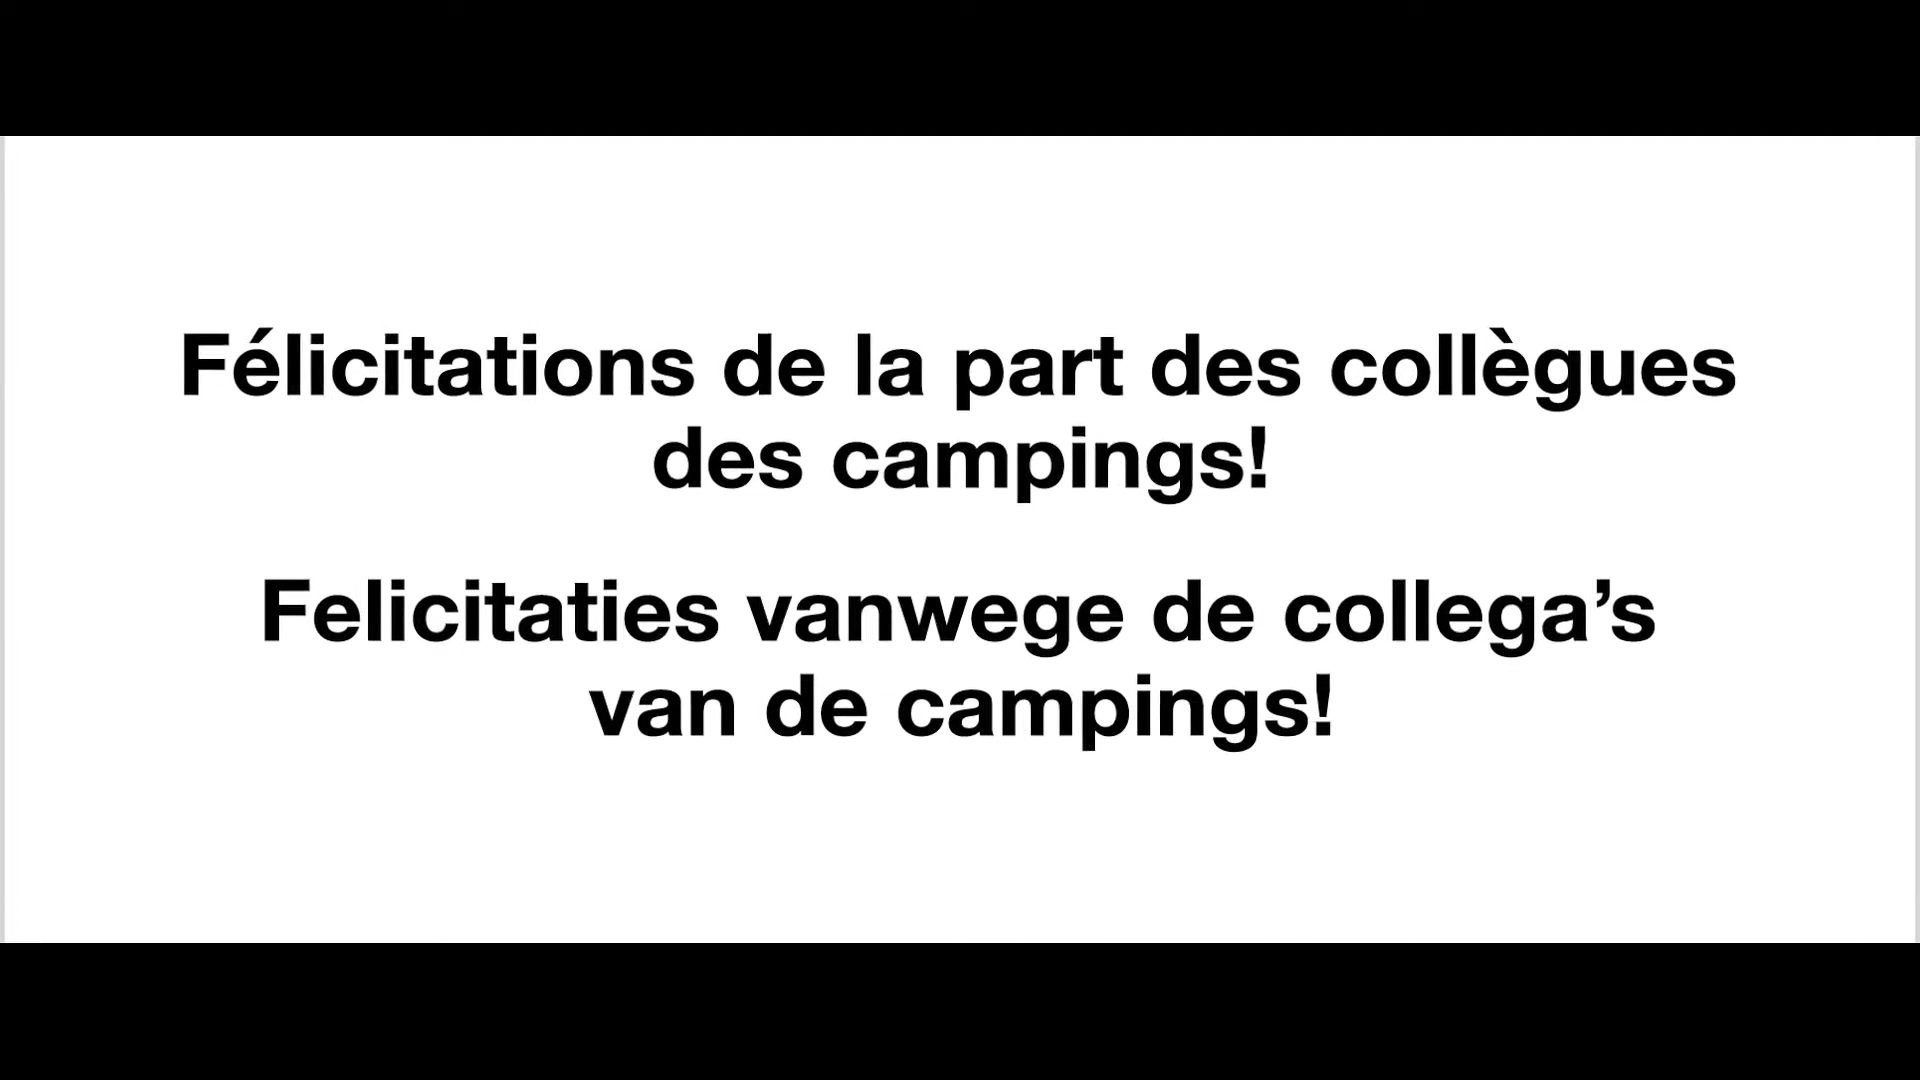 Félicitations de la part des collègues
des campings!
Felicitaties vanwege de collega’s
van de campings!